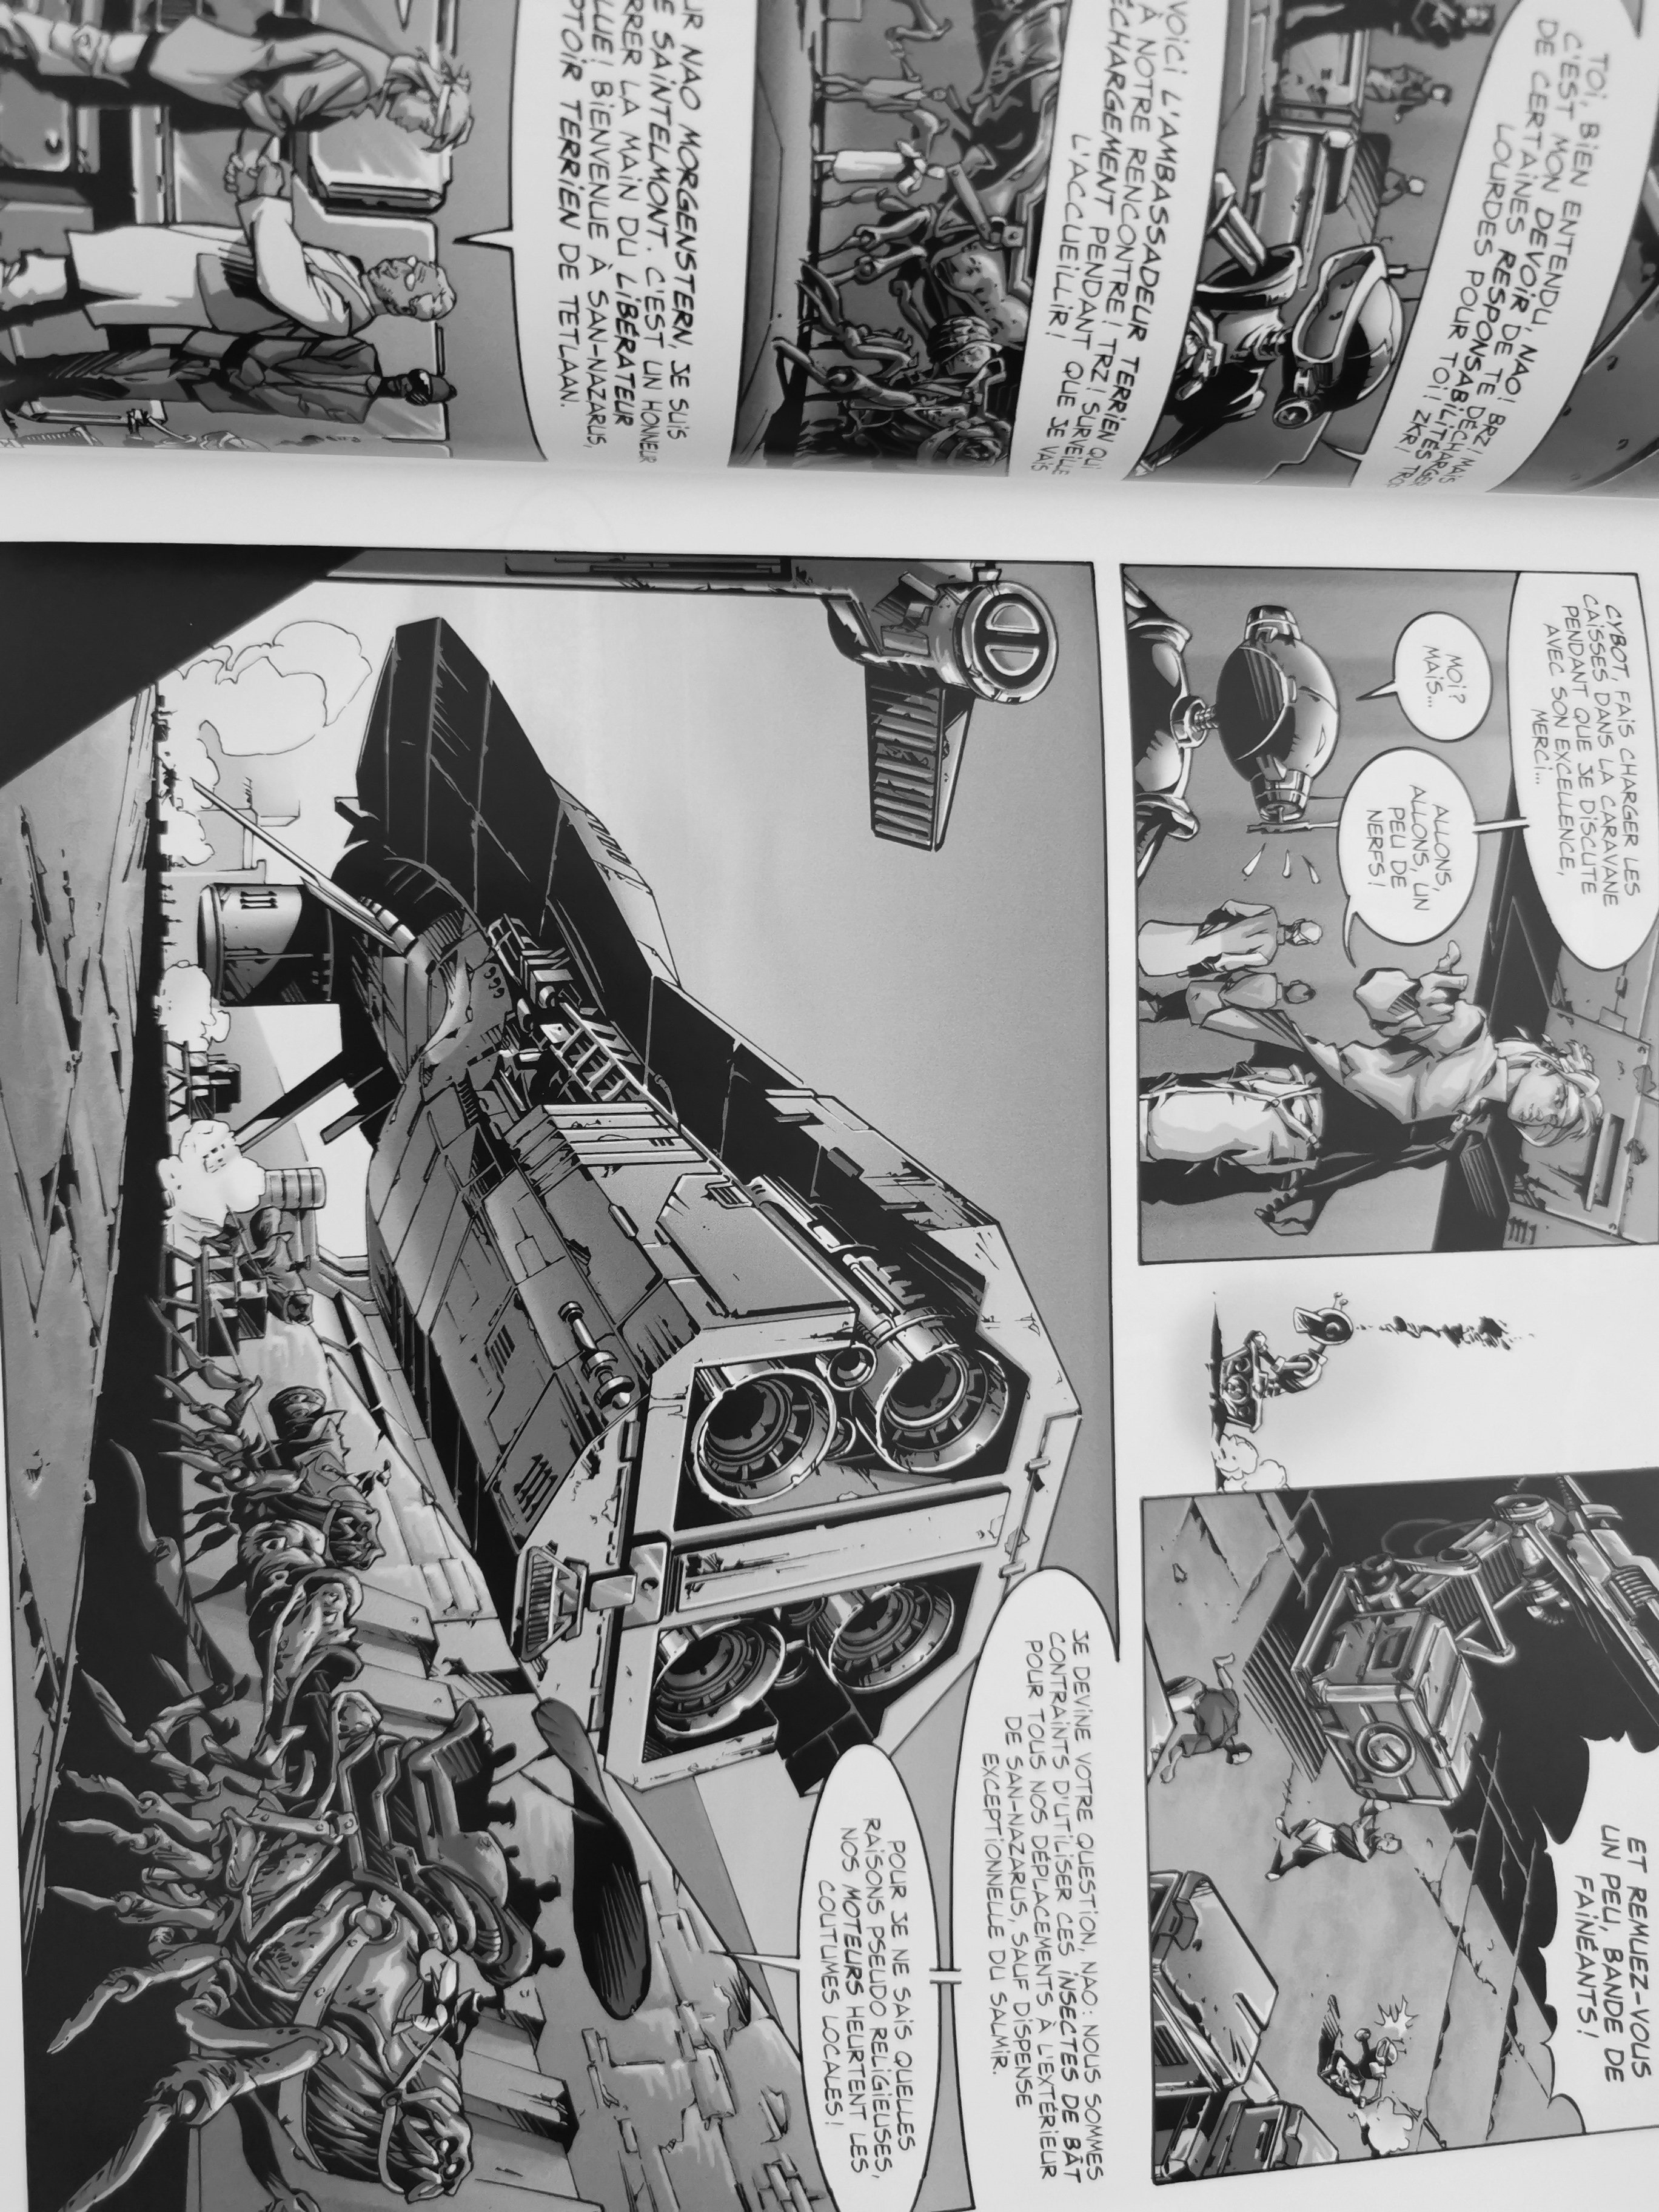 TOI, BIEN ENTENDU, NAO! BRZ! MAIS
C'EST MON DEVOIR DE TE DÉCHARGER
DE CERTAINES RESPONSABILITÉS
LOURDES POUR TOI! ZKR!
VOICI L'AMBASSADEUR TERRIEN QUI
À NOTRE RENCONTRE! TRZ! SURVEILLE
PENDANT QUE JE VAIS
L'ACCUEILLIR!
NAO MORGENSTERN, JE SUIS
SAINTELMONT. C'EST UN HONNEUR
LA MAIN DU LIBÉRATEUR
BIENVENUE À SAN-NAZARUS,
TERRIEN DE TETLAAN.
CYBOT, FAIS CHARGER LES
CAISSES DANS LA CARAVANE
PENDANT QUE JE DISCUTE
AVEC SON EXCELLENCE,
MERCI...
MOI?
MAIS...
ALLONS,
ALLONS, UN
PEU DE
NERFS!
ET REMUEZ-VOUS
UN PEU, BANDE DE
FAINÉANTS!
JE DEVINE VOTRE QUESTION, NAO: NOUS SOMMES
CONTRAINTS D'UTILISER CES INSECTES DE BÂT
POUR TOUS NOS DÉPLACEMENTS À L'EXTÉRIEUR
DE SAN-NAZARUS, SAUF DISPENSE
EXCEPTIONNELLE DU SALMIR.
POUR JE NE SAIS QUELLES
RAISONS PSEUDO RELIGIEUSES,
NOS MOTEURS HEURTENT LES
COUTUMES LOCALES!